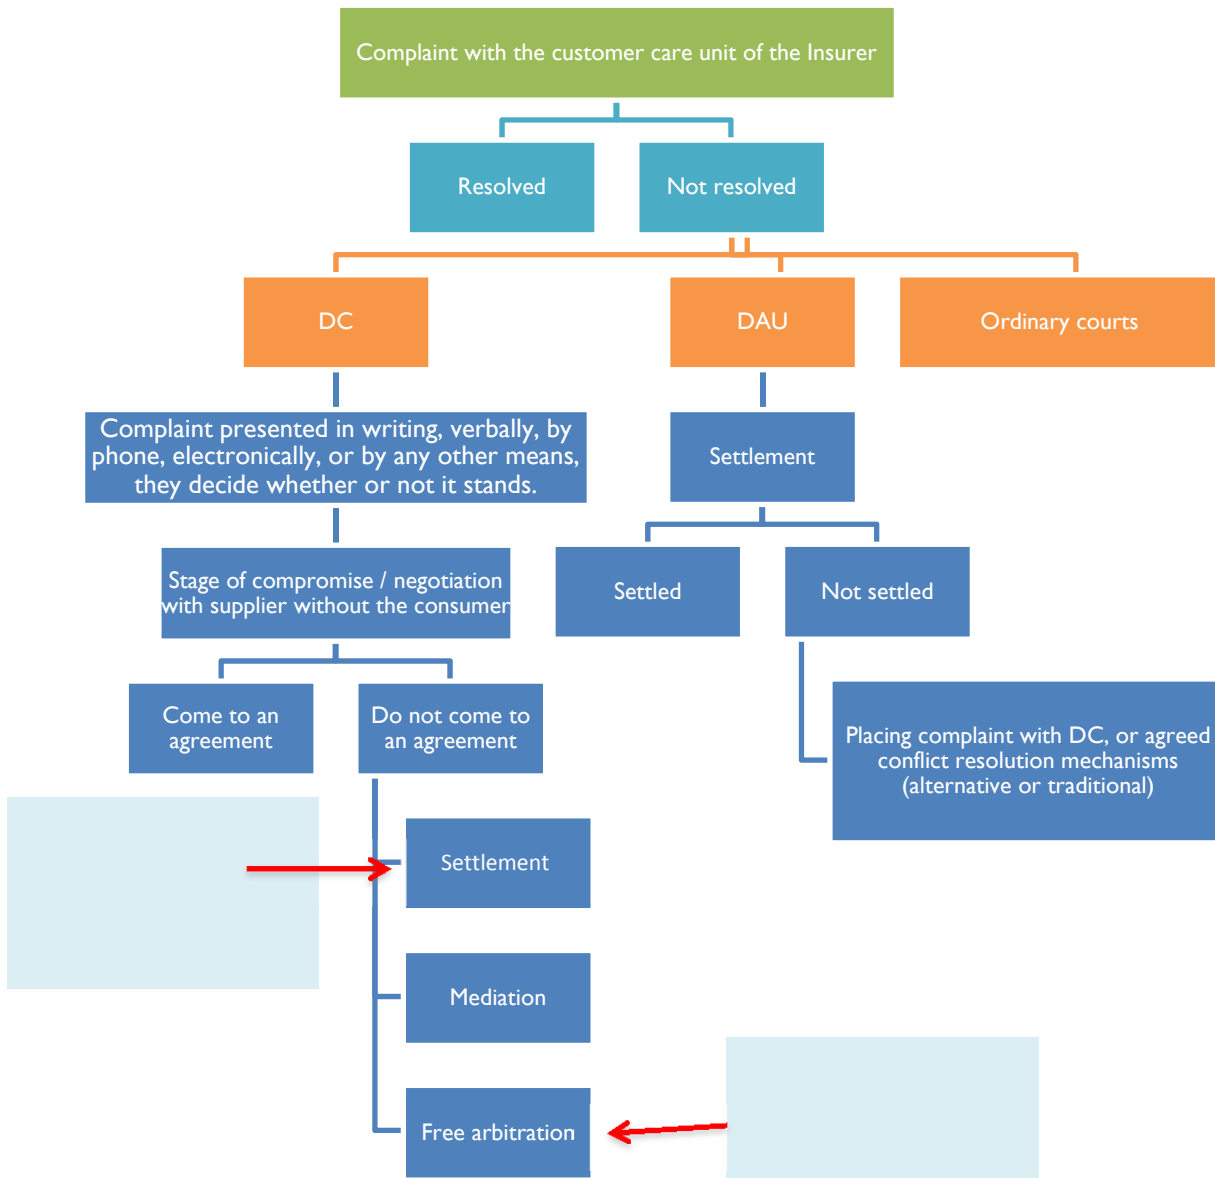 Complaint with the customer care unit of the Insurer
Resolved
Not resolved
DC
DAU
Ordinary courts
Complaint presented in writing, verbally, by
phone, electronically, or by any other means,
they decide whether or not it stands.
Settlement
Stage of compromise / negotiation
with supplier without the consumer
Settled
Not settled
Come to an
agreement
Do not come to
an agreement
Placing complaint with DC, or agreed
conflict resolution mechanisms
(alternative or traditional)
Settlement
Mediation
Free arbitration